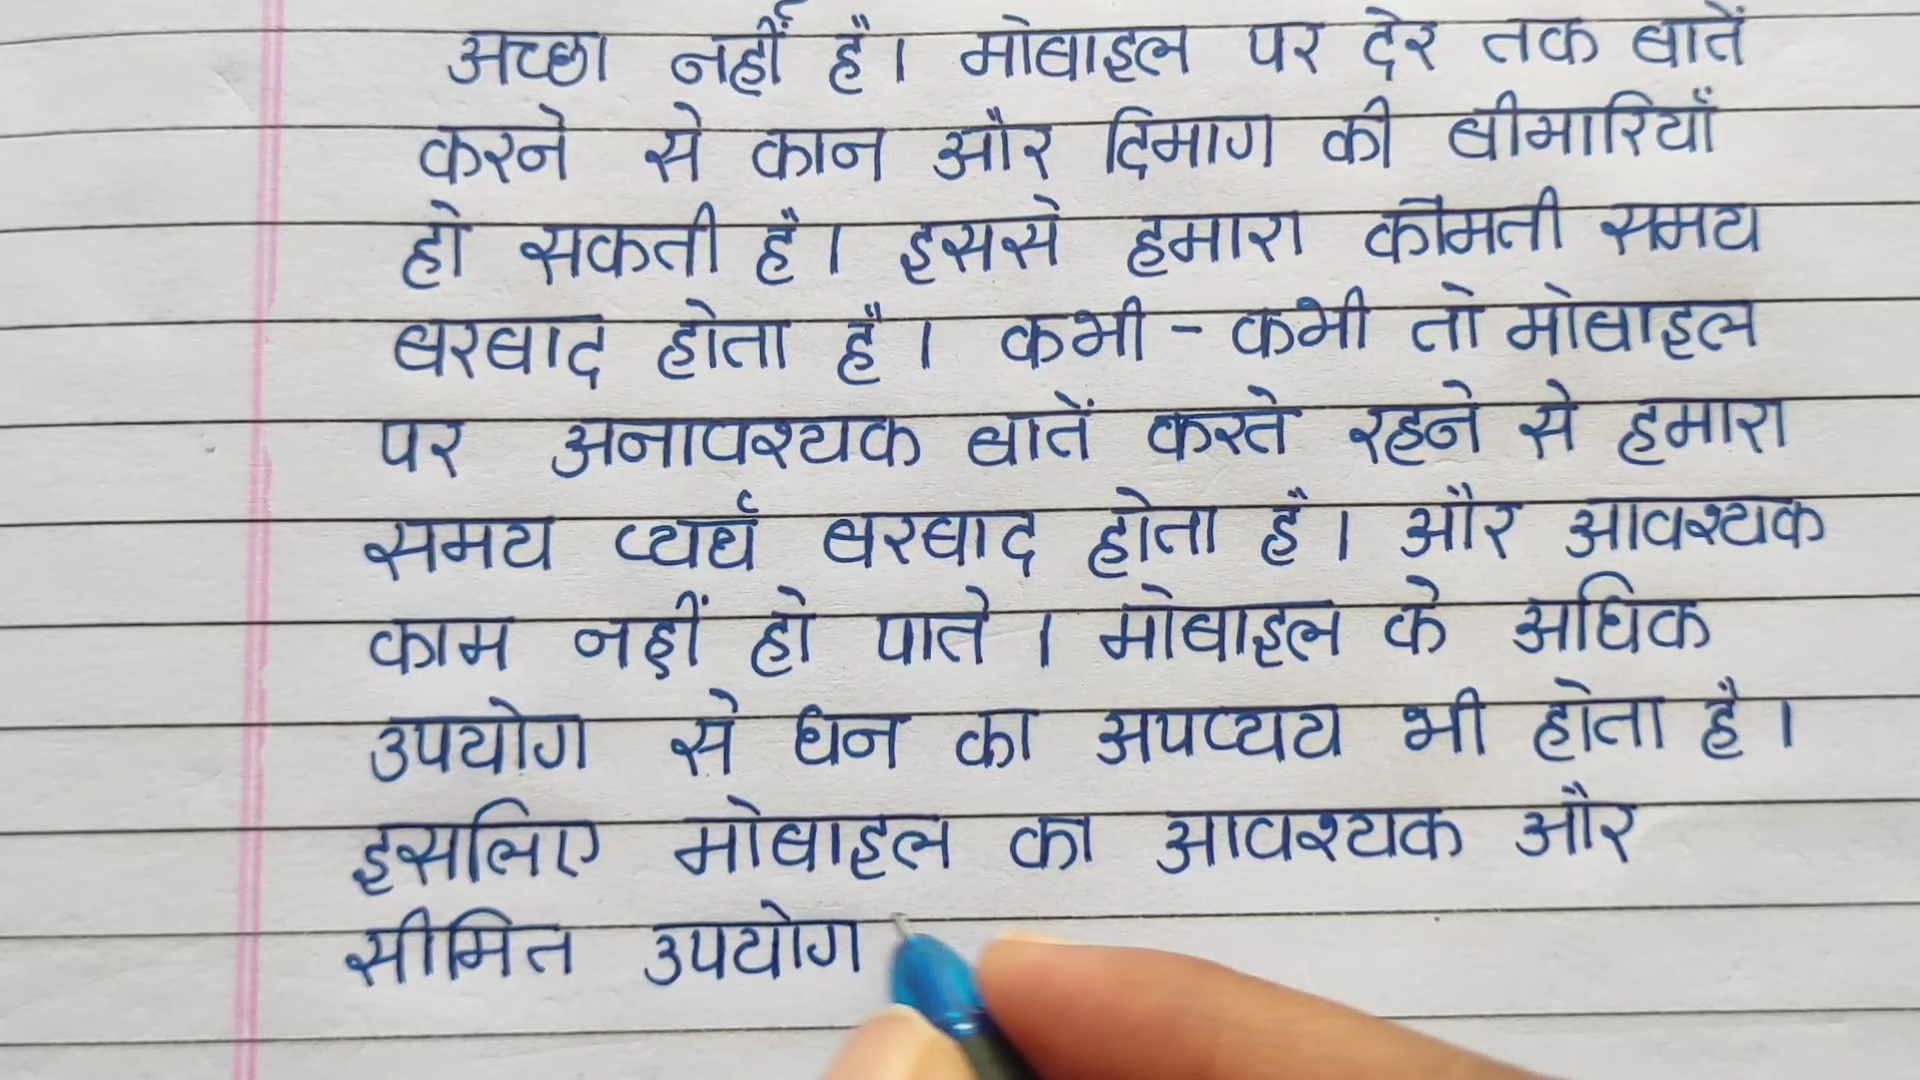 अच्छा नहीं है। मोबाइल पर देर तक बातें
करने से कान और दिमाग की बीमारियाँ
हो सकती है। इससे हमारा कीमती समय
बरबाद होता है। कभी - कभी तो मोबाइल
पर अनावश्यक बातें करते रहने से हमारा
समय व्यर्थ बरबाद होता है। और आवश्यक
काम नहीं हो पाते। मोबाइल के अधिक
उपयोग से धन का अपव्यय भी होता है।
इसलिए मोबाइल का आवश्यक और
सीमित उपयोग